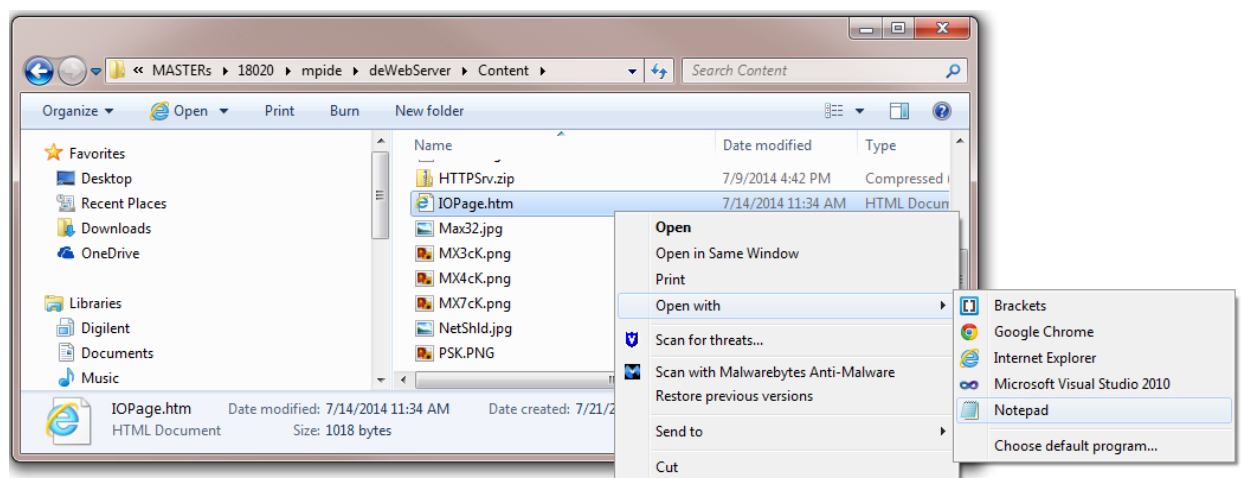 « MASTERs ▸ 18020 ▸ mpide ▸ deWebServer ▸ Content ▸
Search Content
Organize ▾ Open ▾ Print Burn New folder
Name Date modified Type
Favorites
Desktop
Recent Places
Downloads
OneDrive
Libraries
Digilent
Documents
Music
HTTPSrv.zip 7/9/2014 4:42 PM Compressed (
IOPage.htm 7/14/2014 11:34 AM HTML Docum
Max32.jpg
MX3cK.png
MX4cK.png
MX7cK.png
NetShld.jpg
PSK.PNG
Open
Open in Same Window
Print
Open with
Scan for threats...
Scan with Malwarebytes Anti-Malware
Restore previous versions
Send to
Cut
Brackets
Google Chrome
Internet Explorer
Microsoft Visual Studio 2010
Notepad
Choose default program...
IOPage.htm Date modified: 7/14/2014 11:34 AM Date created: 7/21/2
HTML Document Size: 1018 bytes